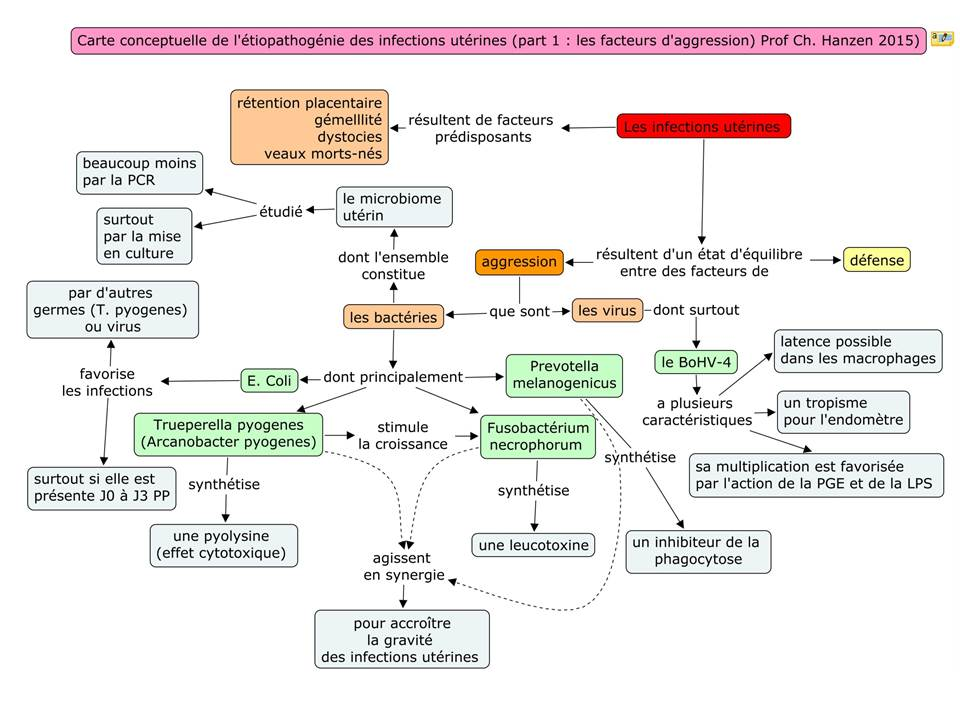 Carte conceptuelle de l'étiopathogénie des infections utérines (part 1 : les facteurs d'aggression) Prof Ch. Hanzen 2015)
rétention placentaire
gémelllité
dystocies
veaux morts-nés
résultent de facteurs
prédisposants
Les infections utérines
beaucoup moins
par la PCR
surtout
par la mise
en culture
étudié
le microbiome
utérin
dont l'ensemble
constitue
aggression
résultent d'un état d'équilibre
entre des facteurs de
défense
par d'autres
germes (T. pyogenes)
ou virus
les bactéries
que sont
les virus
dont surtout
le BoHV-4
latence possible
dans les macrophages
favorise
les infections
E. Coli
dont principalement
Prevotella
melanogenicus
a plusieurs
caractéristiques
un tropisme
pour l'endomètre
Trueperella pyogenes
(Arcanobacter pyogenes)
stimule
la croissance
Fusobactérium
necrophorum
synthétise
sa multiplication est favorisée
par l'action de la PGE et de la LPS
surtout si elle est
présente J0 à J3 PP
synthétise
synthétise
une pyolysine
(effet cytotoxique)
une leucotoxine
un inhibiteur de la
phagocytose
agissent
en synergie
pour accroître
la gravité
des infections utérines